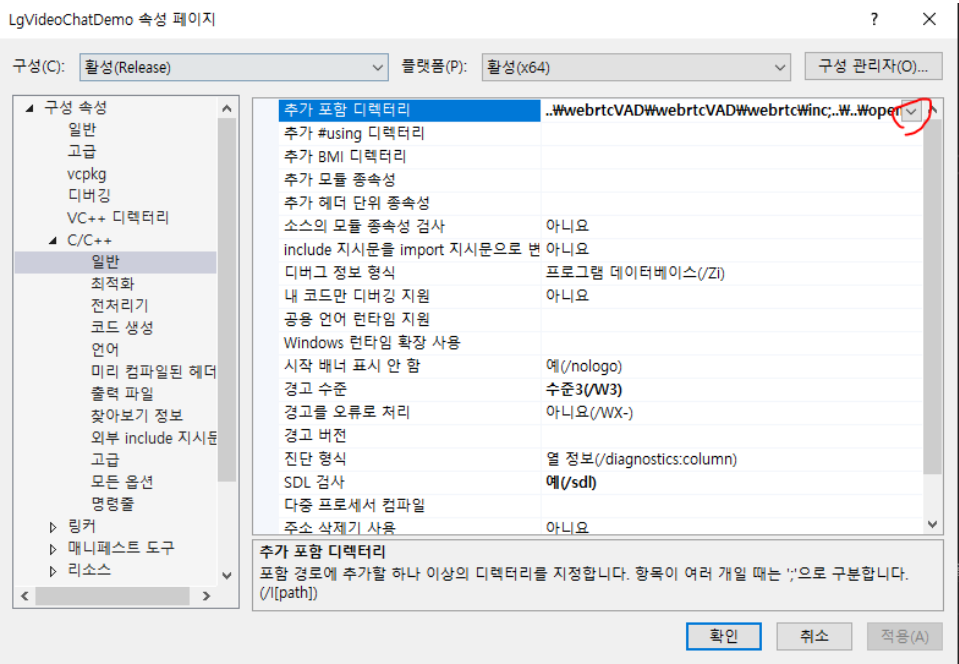 LgVideoChatDemo 속성 페이지 ?
구성(C): 활성(Release) 플랫폼(P): 활성(x64) 구성 관리자(O)...
구성 속성
일반
고급
vcpkg
디버깅
VC++ 디렉터리
C/C++
일반
최적화
전처리기
코드 생성
언어
미리 컴파일된 헤더
출력 파일
찾아보기 정보
외부 include 지시문
고급
모든 옵션
명령줄
링커
매니페스트 도구
리소스
추가 포함 디렉터리 ..₩webrtcVAD₩webrtcVAD₩webrtc₩inc;..₩..₩oper
추가 #using 디렉터리
추가 BMI 디렉터리
추가 모듈 종속성
추가 헤더 단위 종속성
소스의 모듈 종속성 검사 아니요
include 지시문을 import 지시문으로 변 아니요
디버그 정보 형식 프로그램 데이터베이스(/Zi)
내 코드만 디버깅 지원 아니요
공용 언어 런타임 지원
Windows 런타임 확장 사용
시작 배너 표시 안 함 예(/nologo)
경고 수준 수준3(/W3)
경고를 오류로 처리 아니요(/WX-)
경고 버전
진단 형식 열 정보(/diagnostics:column)
SDL 검사 예(/sdl)
다중 프로세서 컴파일
주소 삭제기 사용 아니요
추가 포함 디렉터리
포함 경로에 추가할 하나 이상의 디렉터리를 지정합니다. 항목이 여러 개일 때는 ';'으로 구분합니다.
(/I[path])
확인 취소 적용(A)